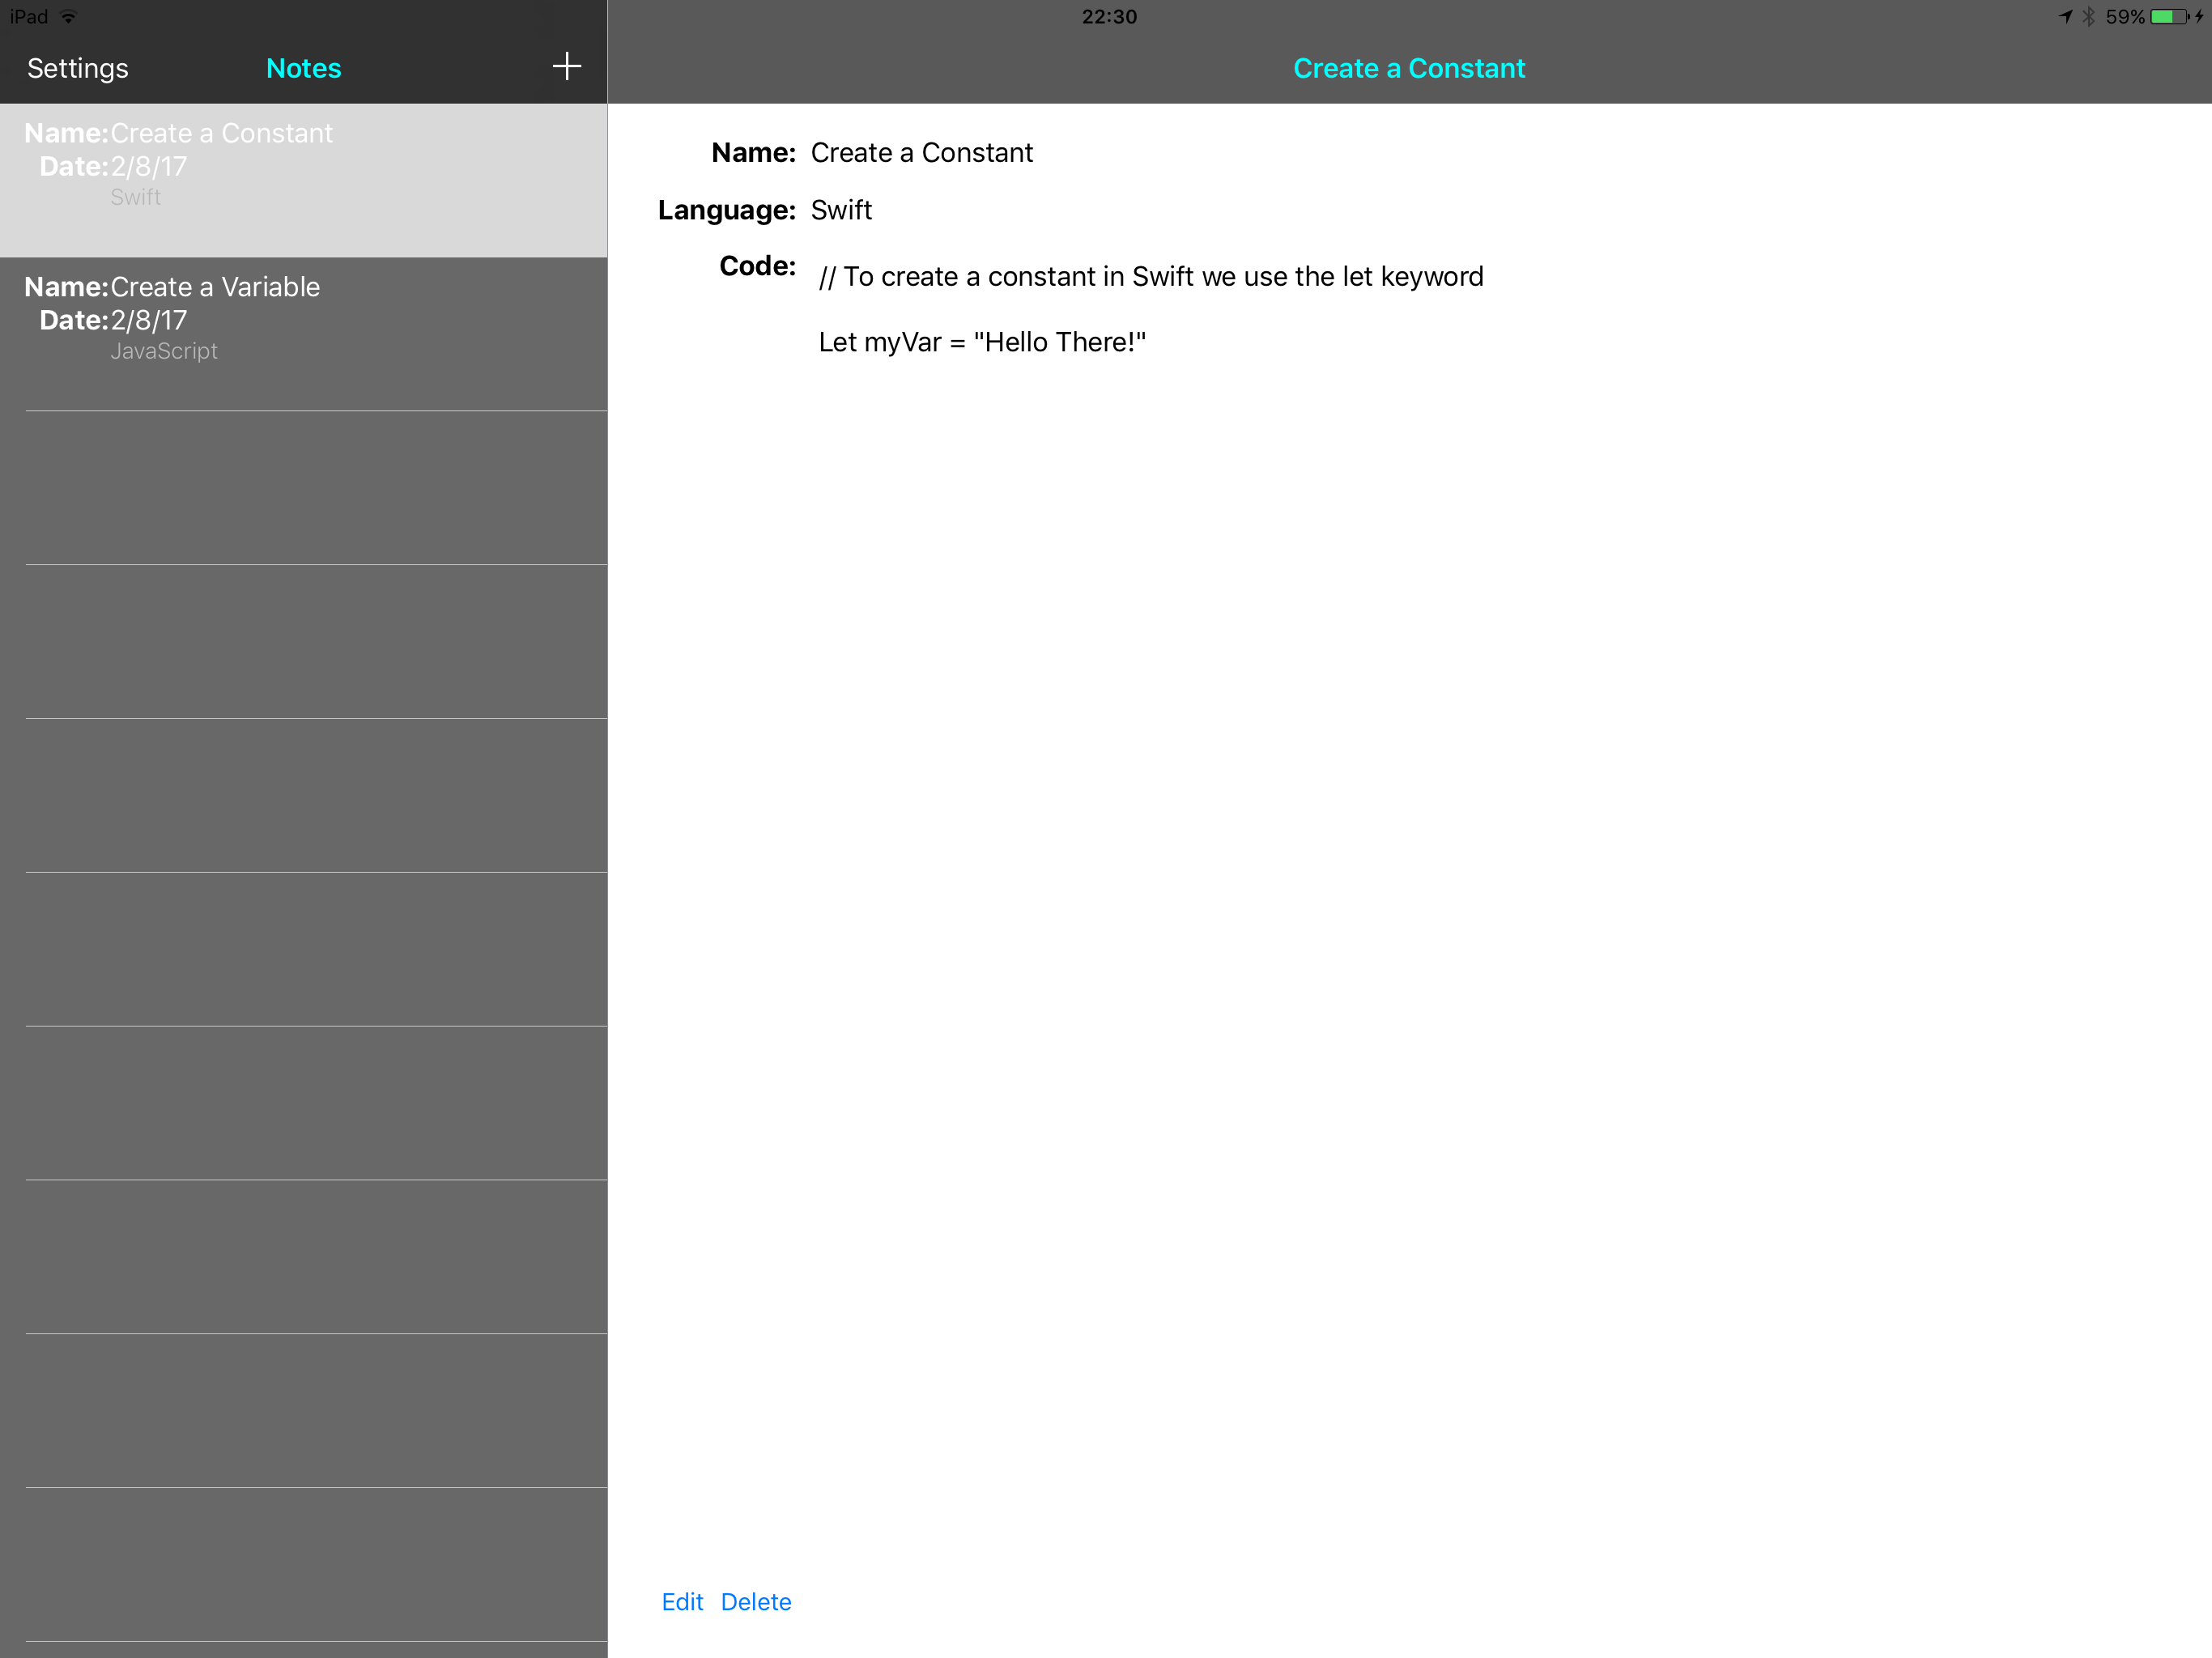 iPad 22:30 59%
Settings Notes + Create a Constant
Name:Create a Constant
Date:2/8/17
Swift
Name:Create a Variable
Date:2/8/17
JavaScript
Name: Create a Constant
Language: Swift
Code: // To create a constant in Swift we use the let keyword
Let myVar = "Hello There!"
Edit Delete